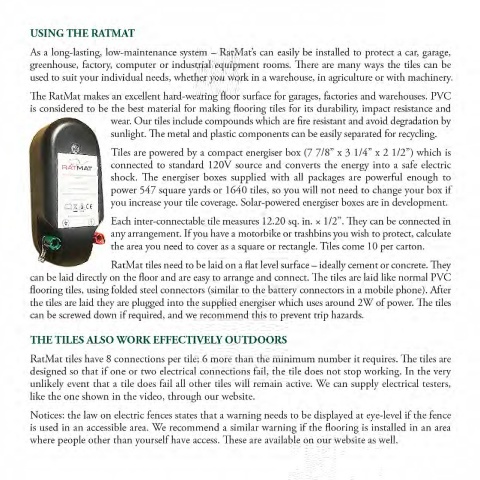 USING THE RATMAT
As a long-lasting, low-maintenance system – RatMat's can easily be installed to protect a car, garage,
greenhouse, factory, computer or industrial equipment rooms. There are many ways the tiles can be
used to suit your individual needs, whether you work in a warehouse, in agriculture or with machinery.
The RatMat makes an excellent hard-wearing floor surface for garages, factories and warehouses. PVC
is considered to be the best material for making flooring tiles for its durability, impact resistance and
wear. Our tiles include compounds which are fire resistant and avoid degradation by
sunlight. The metal and plastic components can be easily separated for recycling.
Tiles are powered by a compact energiser box (7 7/8" x 3 1/4" x 2 1/2") which is
connected to standard 120V source and converts the energy into a safe electric
shock. The energiser boxes supplied with all packages are powerful enough to
power 547 square yards or 1640 tiles, so you will not need to change your box if
you increase your tile coverage. Solar-powered energiser boxes are in development.
RATMAT
Each inter-connectable tile measures 12.20 sq. in. × 1/2". They can be connected in
any arrangement. If you have a motorbike or trashbins you wish to protect, calculate
the area you need to cover as a square or rectangle. Tiles come 10 per carton.
RatMat tiles need to be laid on a flat level surface – ideally cement or concrete. They
can be laid directly on the floor and are easy to arrange and connect. The tiles are laid like normal PVC
flooring tiles, using folded steel connectors (similar to the battery connectors in a mobile phone). After
the tiles are laid they are plugged into the supplied energiser which uses around 2W of power. The tiles
can be screwed down if required, and we recommend this to prevent trip hazards.
THE TILES ALSO WORK EFFECTIVELY OUTDOORS
RatMat tiles have 8 connections per tile; 6 more than the minimum number it requires. The tiles are
designed so that if one or two electrical connections fail, the tile does not stop working. In the very
unlikely event that a tile does fail all other tiles will remain active. We can supply electrical testers,
like the one shown in the video, through our website.
Notices: the law on electric fences states that a warning needs to be displayed at eye-level if the fence
is used in an accessible area. We recommend a similar warning if the flooring is installed in an area
where people other than yourself have access. These are available on our website as well.